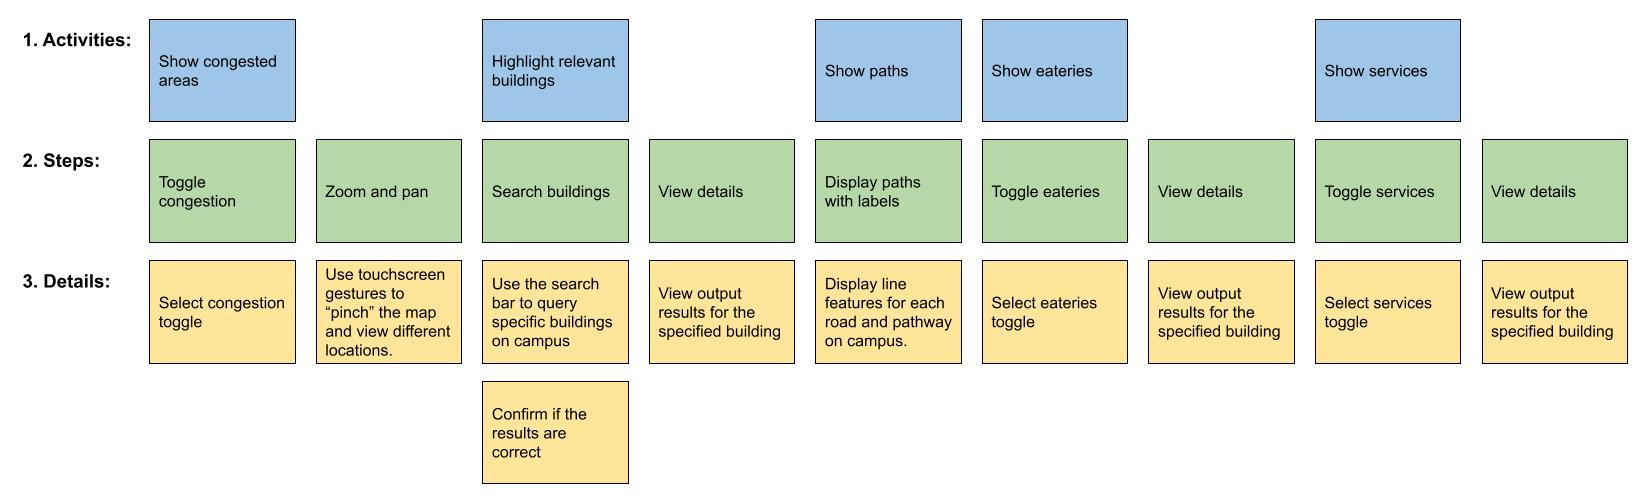 1. Activities:
Show congested
areas
Highlight relevant
buildings
Show paths
Show eateries
Show services
2. Steps:
Toggle
congestion
Zoom and pan
Search buildings
View details
Display paths
with labels
Toggle eateries
View details
Toggle services
View details
3. Details:
Select congestion
toggle
Use touchscreen
gestures to
“pinch” the map
and view different
locations.
Use the search
bar to query
specific buildings
on campus
View output
results for the
specified building
Display line
features for each
road and pathway
on campus.
Select eateries
toggle
View output
results for the
specified building
Select services
toggle
View output
results for the
specified building
Confirm if the
results are
correct